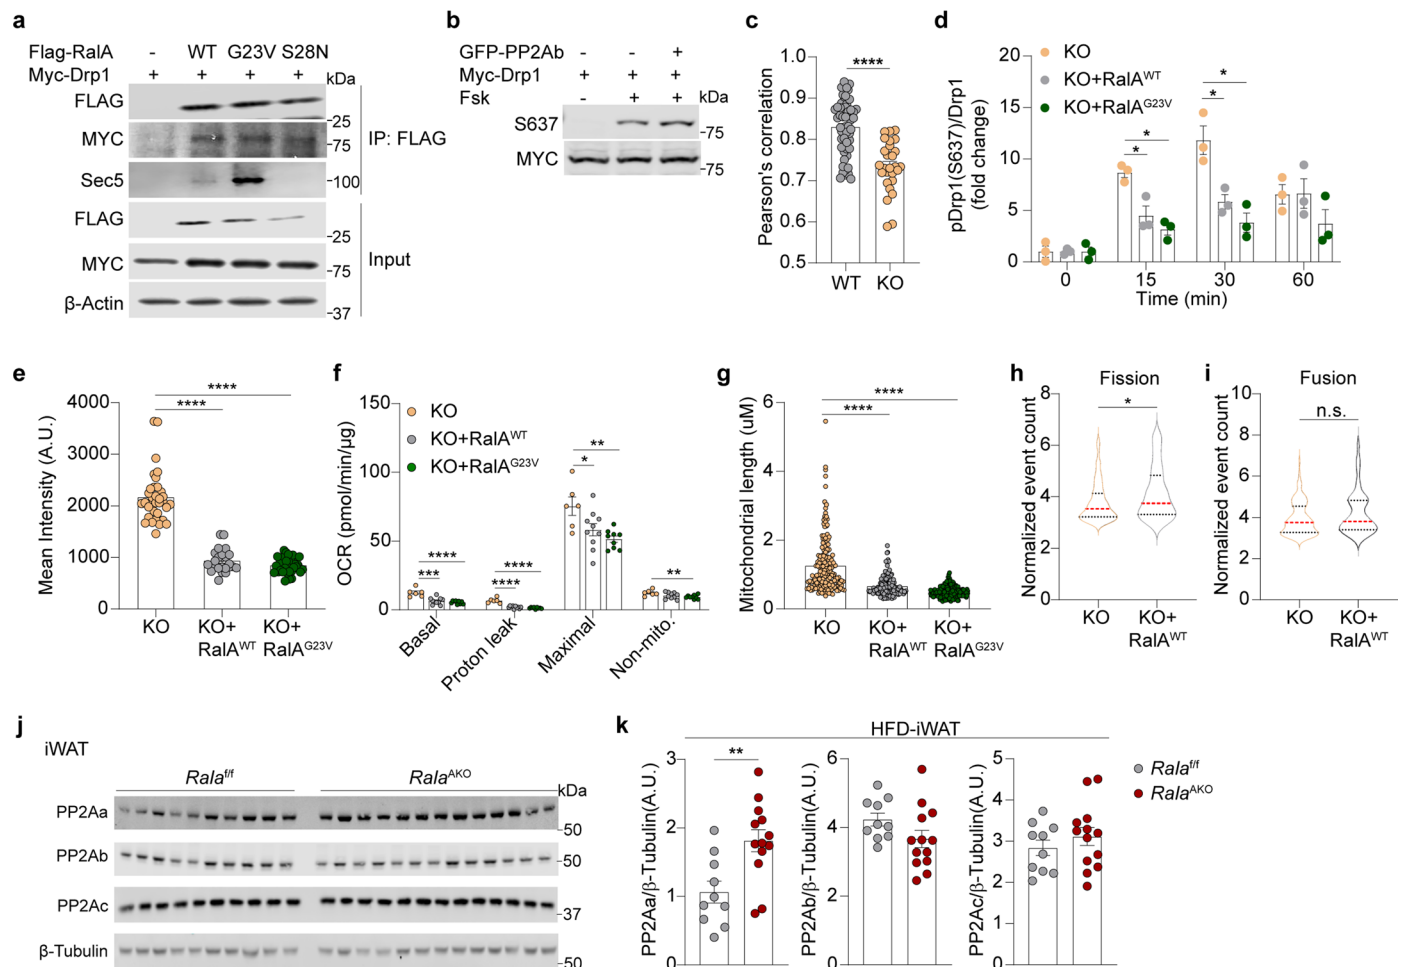 a
Flag-RalA - WT G23V S28N
Myc-Drp1 + + + +
kDa
FLAG
-25
MYC
-75
IP: FLAG
Sec5
-100
FLAG
-25
MYC
-75
Input
β-Actin
-37
b
GFP-PP2Ab - - +
Myc-Drp1 + + +
Fsk - + +
kDa
S637
-75
MYC
-75
c
Pearson's correlation
1.0
0.9
0.8
0.7
0.6
0.5
****
WT KO
d
pDrp1(S637)/Drp1
(fold change)
20
15
10
5
0
KO
KO+RalAWT
KO+RalAG23V
*
*
*
*
0 15 30 60
Time (min)
e
Mean Intensity (A.U.)
4000
3000
2000
1000
0
****
****
KO KO+ KO+
RalAWT RalAG23V
f
OCR (pmol/min/μg)
150
100
50
0
KO
KO+RalAWT
KO+RalAG23V
****
***
****
****
**
*
**
Basal
Proton leak
Maximal
Non-mito.
g
Mitochondrial length (uM)
6
4
2
0
****
****
KO KO+ KO+
RalAWT RalAG23V
h
Fission
Normalized event count
8
6
4
2
0
*
KO KO+
RalAWT
i
Fusion
Normalized event count
10
8
6
4
2
0
n.s.
KO KO+
RalAWT
j
iWAT
Ralaf/f RalaAKO
kDa
PP2Aa
-50
PP2Ab
-50
PP2Ac
-37
β-Tubulin
-50
k
HFD-iWAT
PP2Aa/β-Tubulin(A.U.)
3
2
1
0
**
PP2Ab/β-Tubulin(A.U.)
6
4
2
0
PP2Ac/β-Tubulin(A.U.)
5
4
3
2
1
0
Ralaf/f
RalaAKO